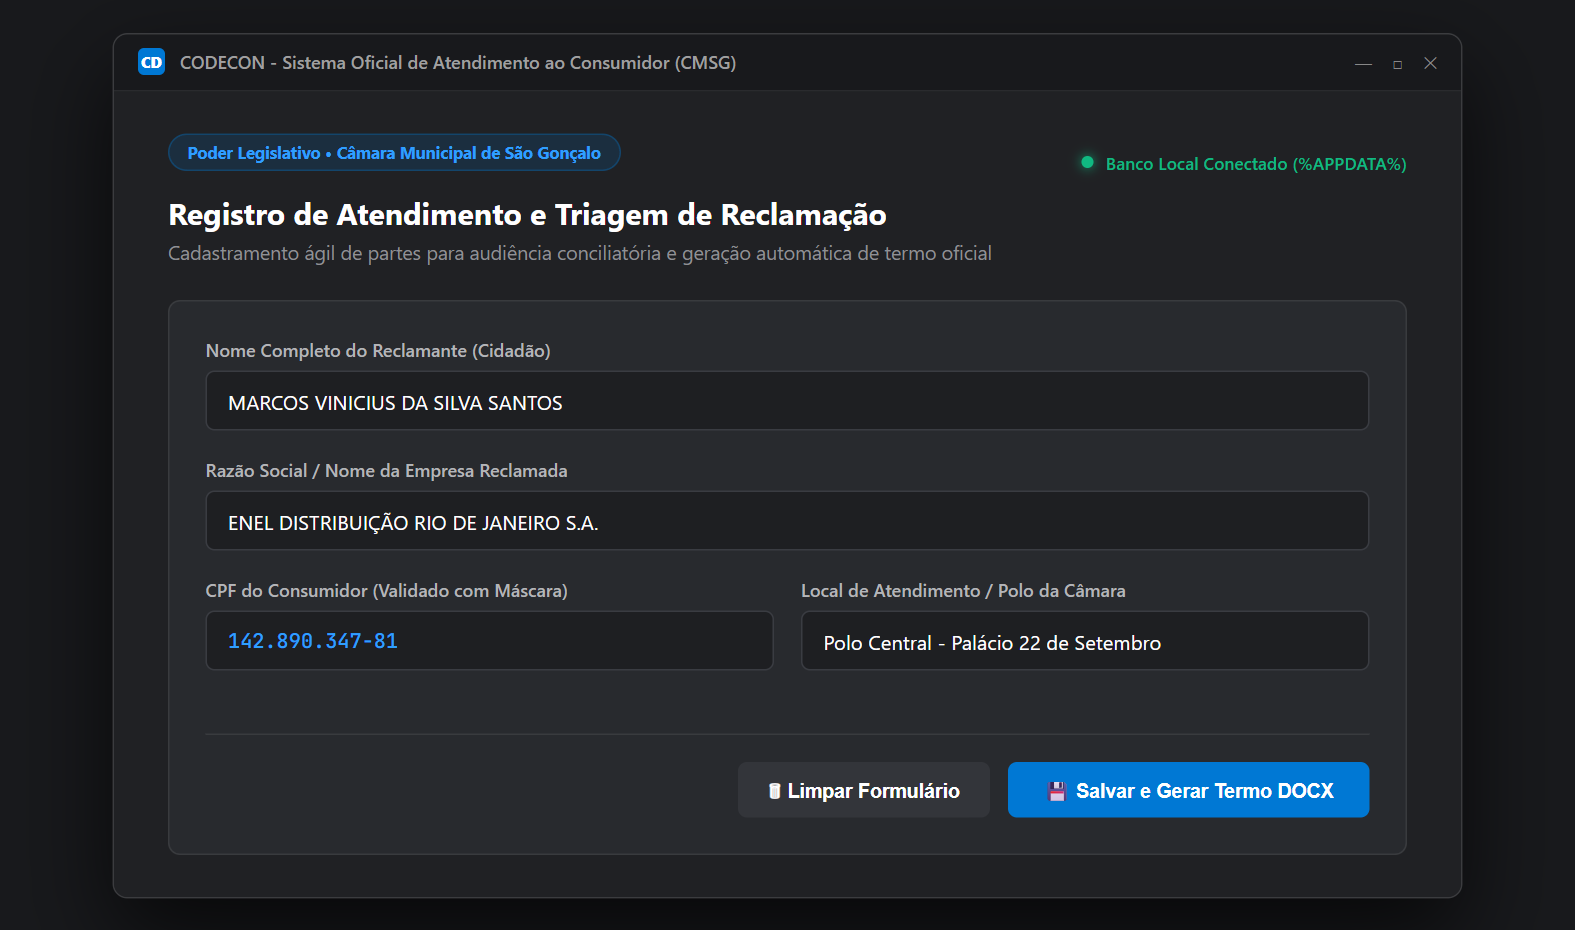 CD CODECON - Sistema Oficial de Atendimento ao Consumidor (CMSG)
Poder Legislativo • Câmara Municipal de São Gonçalo
Banco Local Conectado (%APPDATA%)
Registro de Atendimento e Triagem de Reclamação
Cadastramento ágil de partes para audiência conciliatória e geração automática de termo oficial
Nome Completo do Reclamante (Cidadão)
MARCOS VINICIUS DA SILVA SANTOS
Razão Social / Nome da Empresa Reclamada
ENEL DISTRIBUIÇÃO RIO DE JANEIRO S.A.
CPF do Consumidor (Validado com Máscara)
142.890.347-81
Local de Atendimento / Polo da Câmara
Polo Central - Palácio 22 de Setembro
Limpar Formulário
Salvar e Gerar Termo DOCX